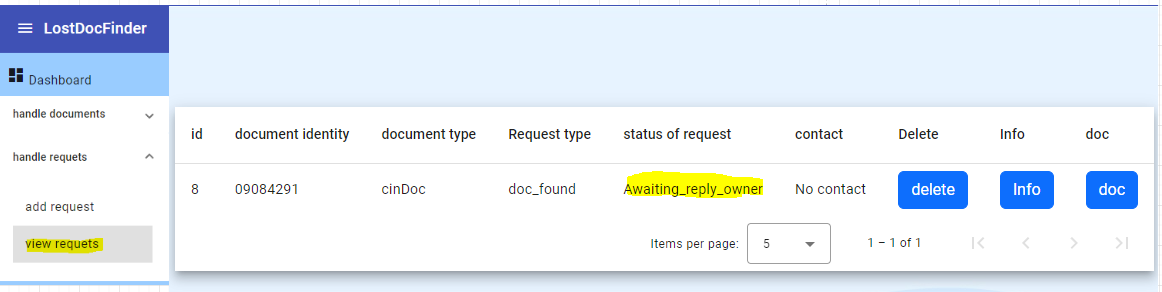 LostDocFinder
Dashboard
handle documents
handle requets
add request
view requets
id document identity document type Request type status of request contact Delete Info doc
8 09084291 cinDoc doc_found Awaiting_reply_owner No contact delete Info doc
Items per page: 5 1 – 1 of 1